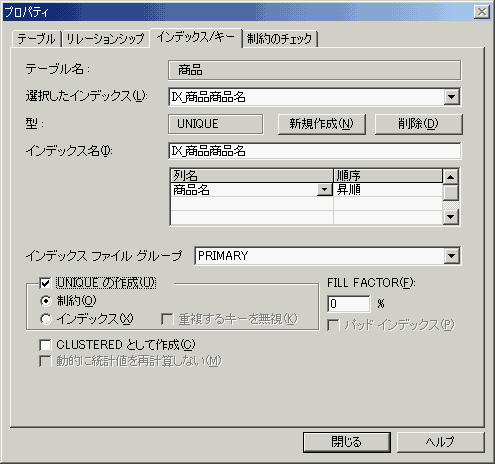 プロパティ
テーブル リレーションシップ インデックス/キー 制約のチェック
テーブル名: 商品
選択したインデックス(L): IX_商品商品名
型: UNIQUE 新規作成(N) 削除(D)
インデックス名(I): IX_商品商品名
列名 順序
商品名 昇順
インデックス ファイル グループ PRIMARY
UNIQUE の作成(U) FILL FACTOR(F):
制約(O) 0 %
インデックス(X) 重複するキーを無視(K) パッド インデックス(P)
CLUSTERED として作成(C)
動的に統計値を再計算しない(M)
閉じる ヘルプ